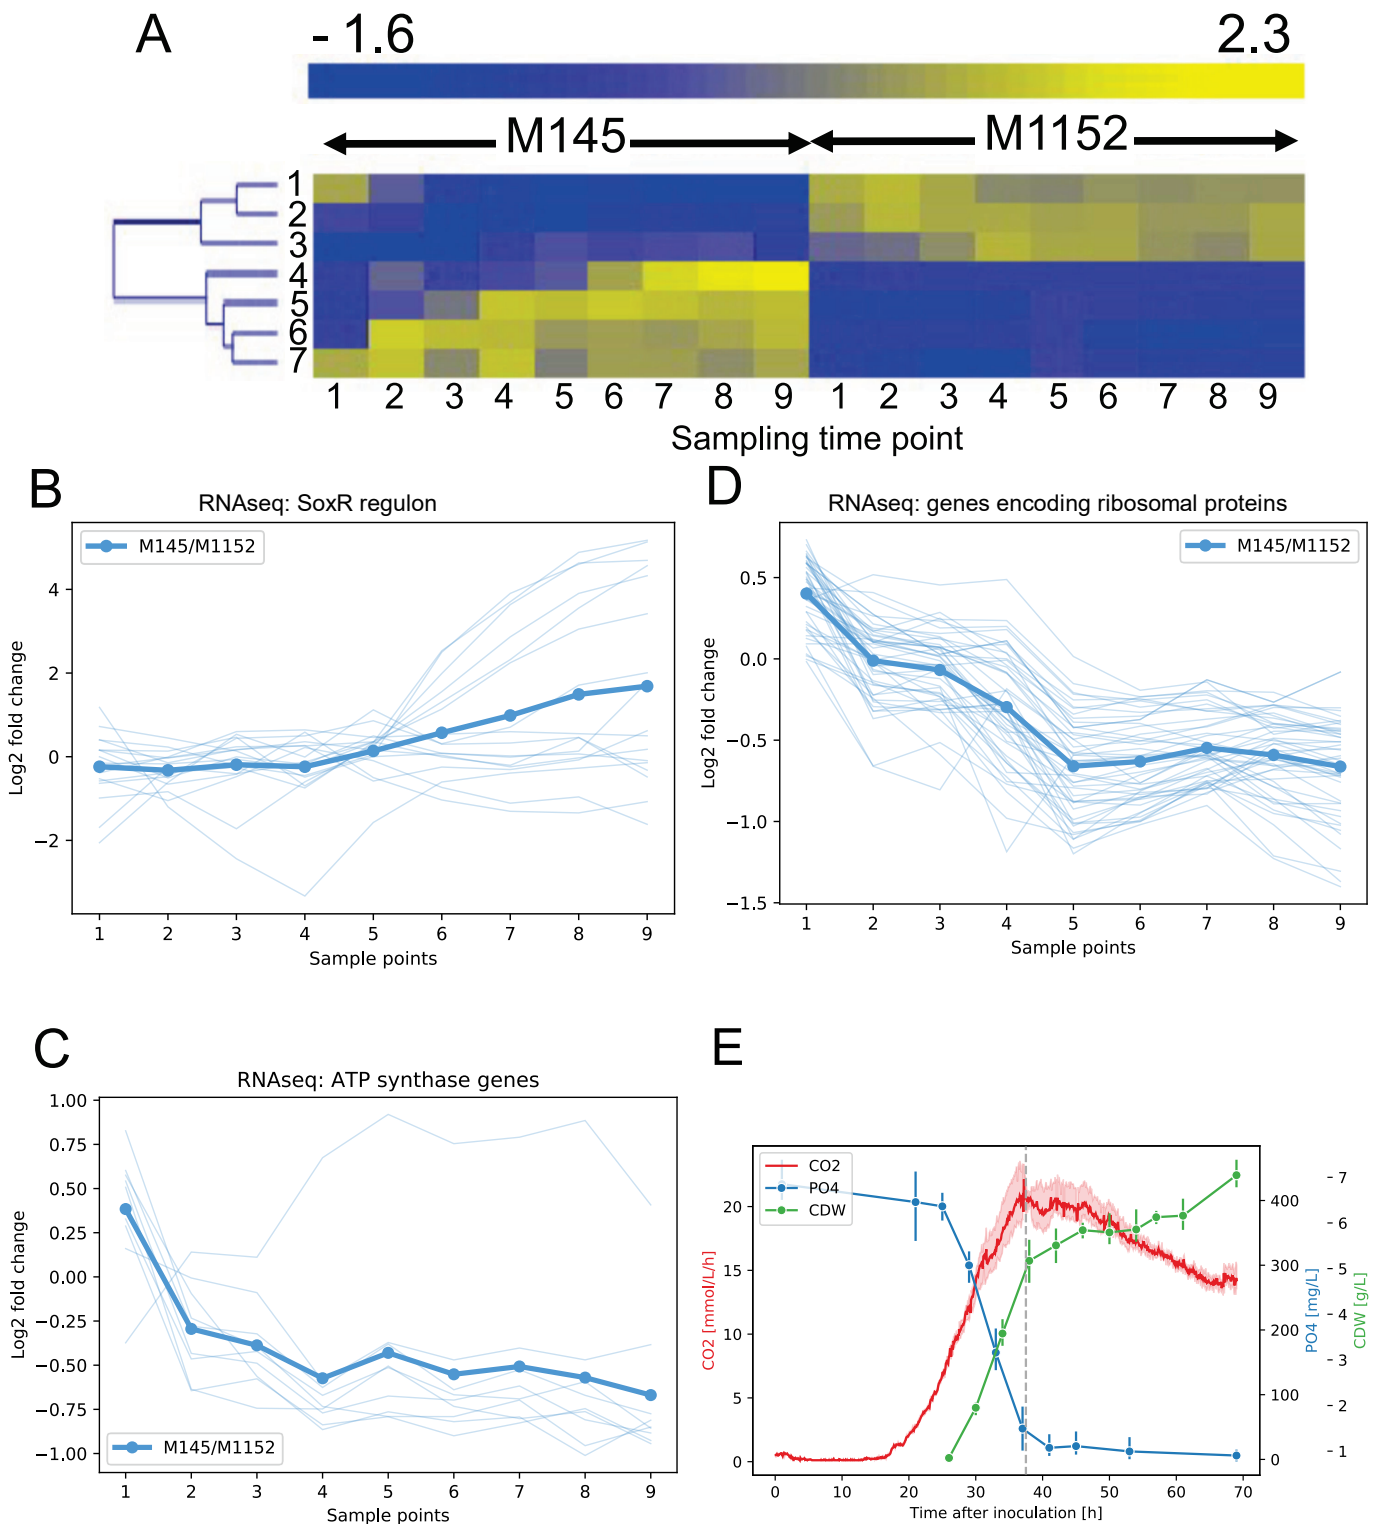 A
- 1.6 2.3
M145 M1152
1
2
3
4
5
6
7
1 2 3 4 5 6 7 8 9 1 2 3 4 5 6 7 8 9
Sampling time point
B
RNAseq: SoxR regulon
M145/M1152
4
2
0
−2
Log2 fold change
1 2 3 4 5 6 7 8 9
Sample points
D
RNAseq: genes encoding ribosomal proteins
M145/M1152
0.5
0.0
−0.5
−1.0
−1.5
Log2 fold change
1 2 3 4 5 6 7 8 9
Sample points
C
RNAseq: ATP synthase genes
1.00
0.75
0.50
0.25
0.00
−0.25
−0.50
−0.75
−1.00
Log2 fold change
M145/M1152
1 2 3 4 5 6 7 8 9
Sample points
E
CO2
PO4
CDW
20
15
10
5
0
CO2 [mmol/L/h]
400
300
200
100
0
PO4 [mg/L]
- 7
- 6
- 5
- 4
- 3
- 2
- 1
CDW [g/L]
0 10 20 30 40 50 60 70
Time after inoculation [h]